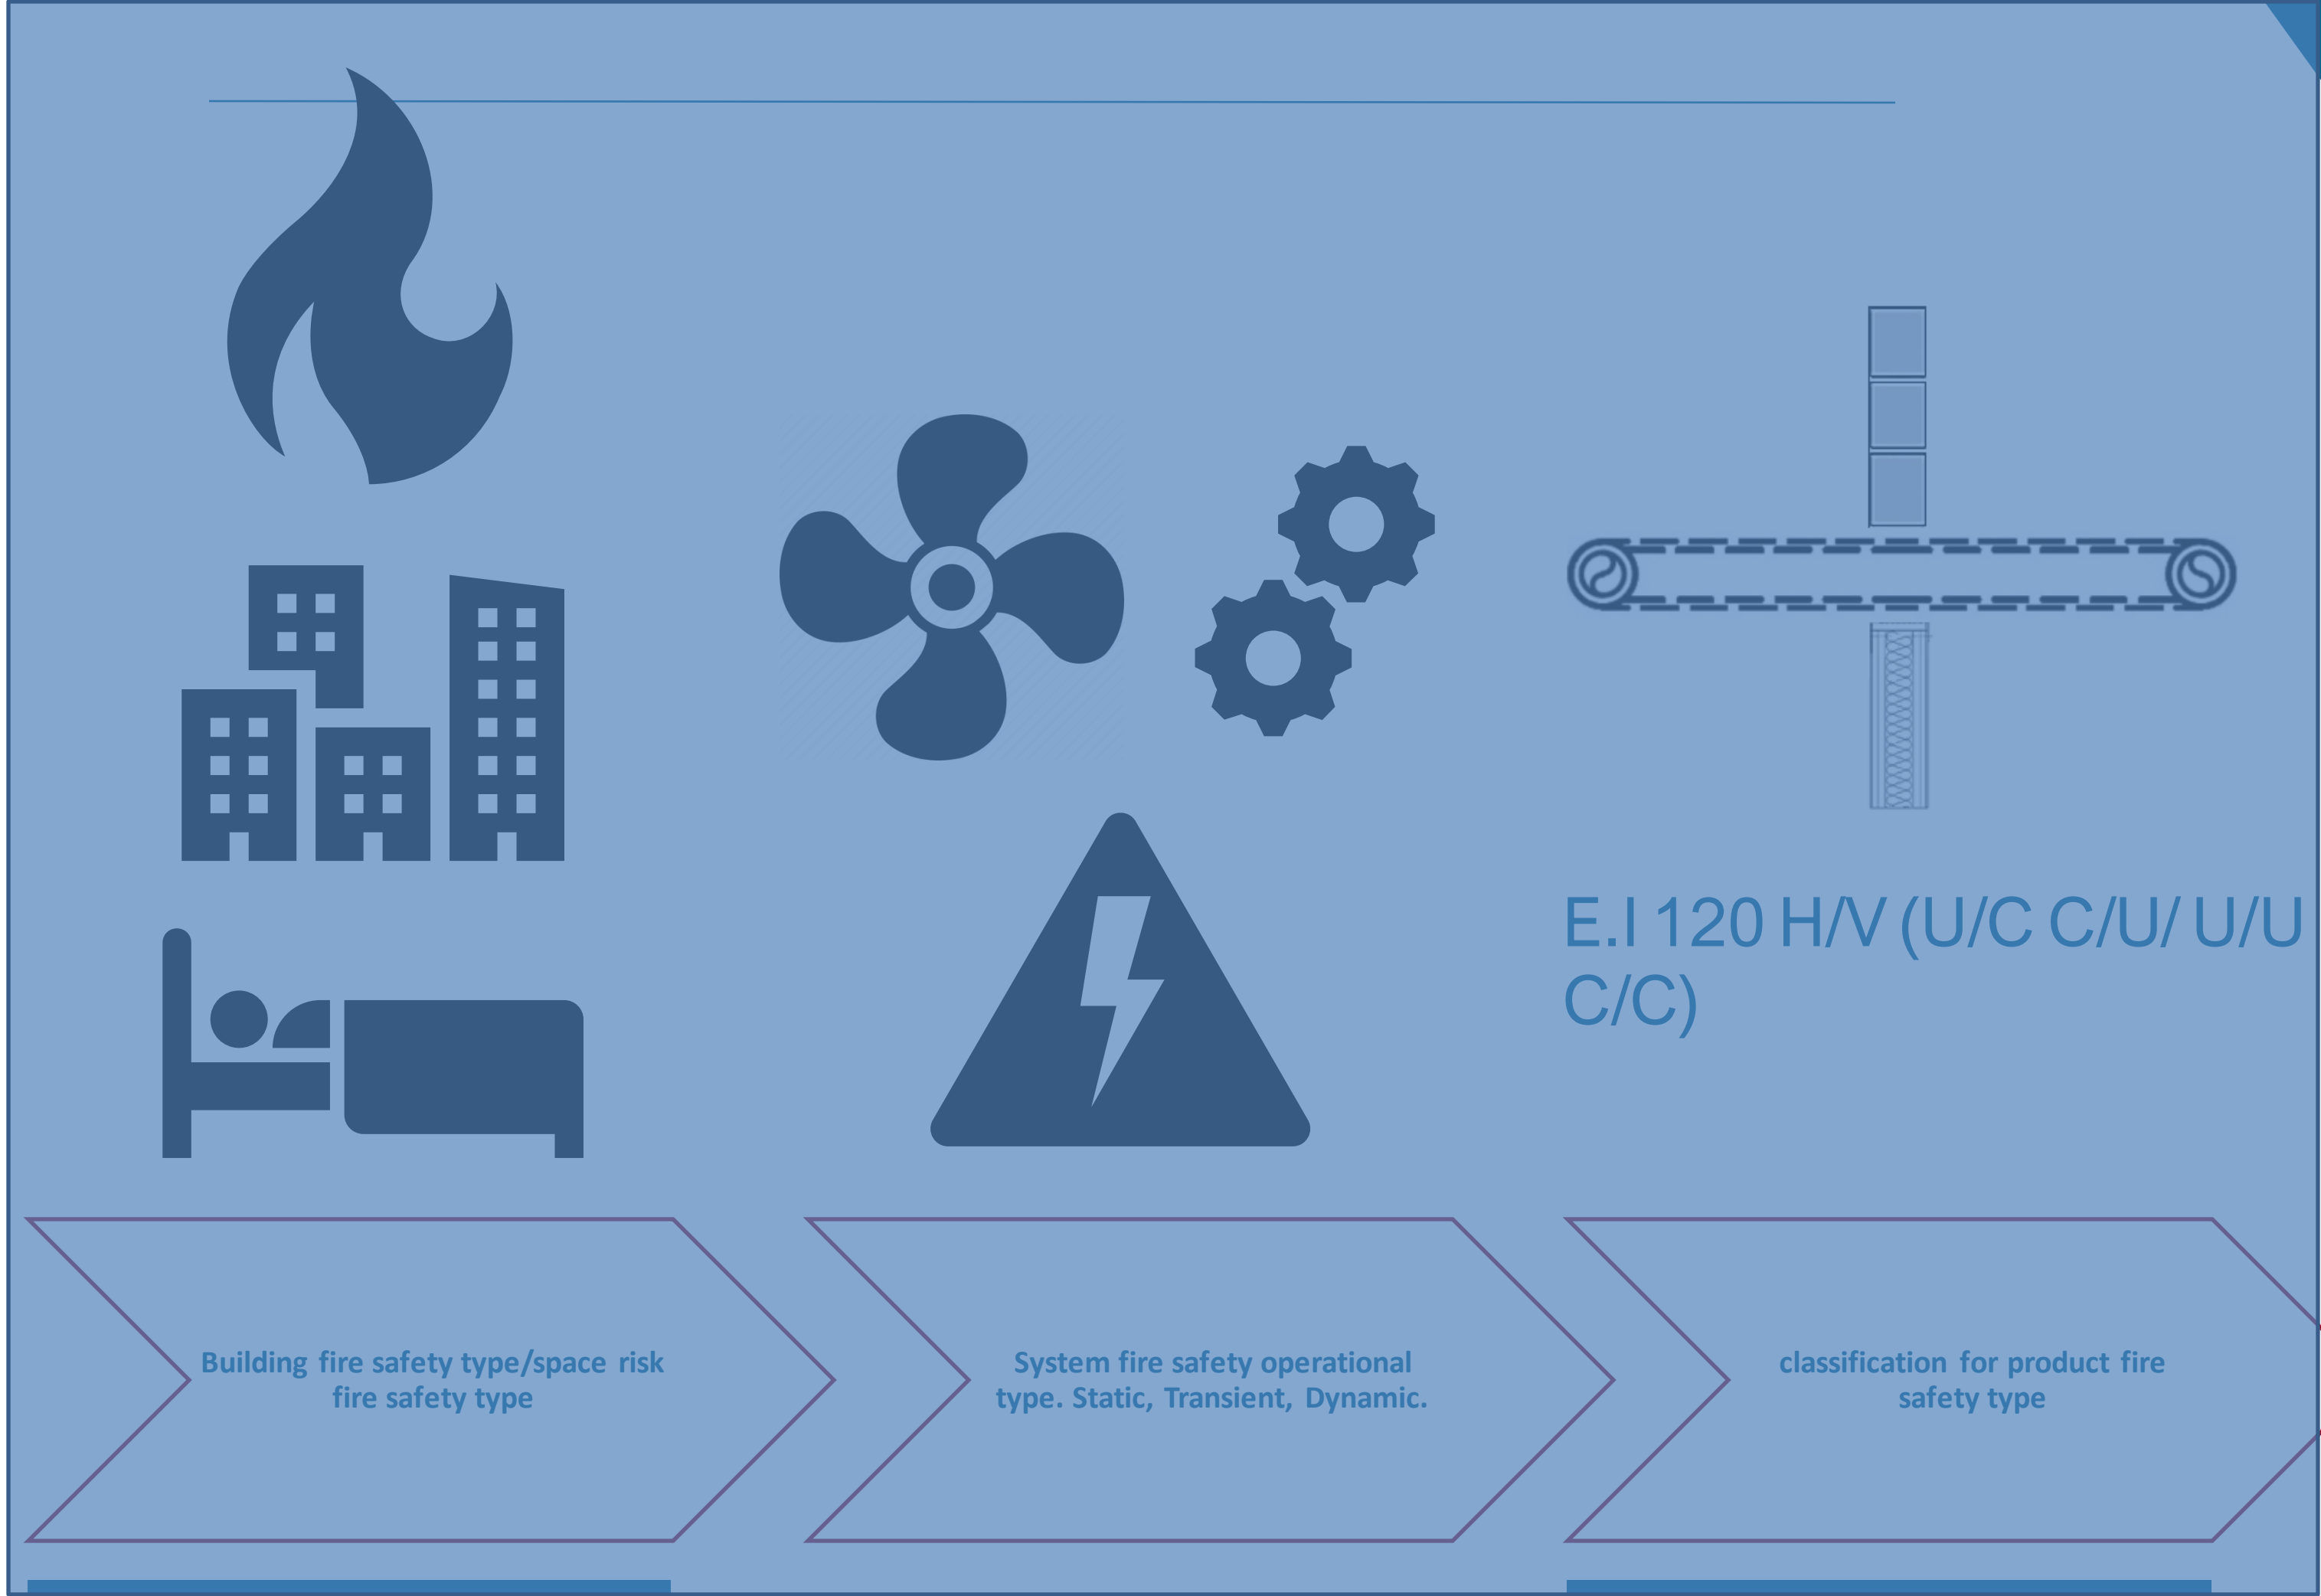 E.I 120 H/V (U/C C/U/ U/U
C/C)
Building fire safety type/space risk
fire safety type
System fire safety operational
type. Static, Transient, Dynamic.
classification for product fire
safety type